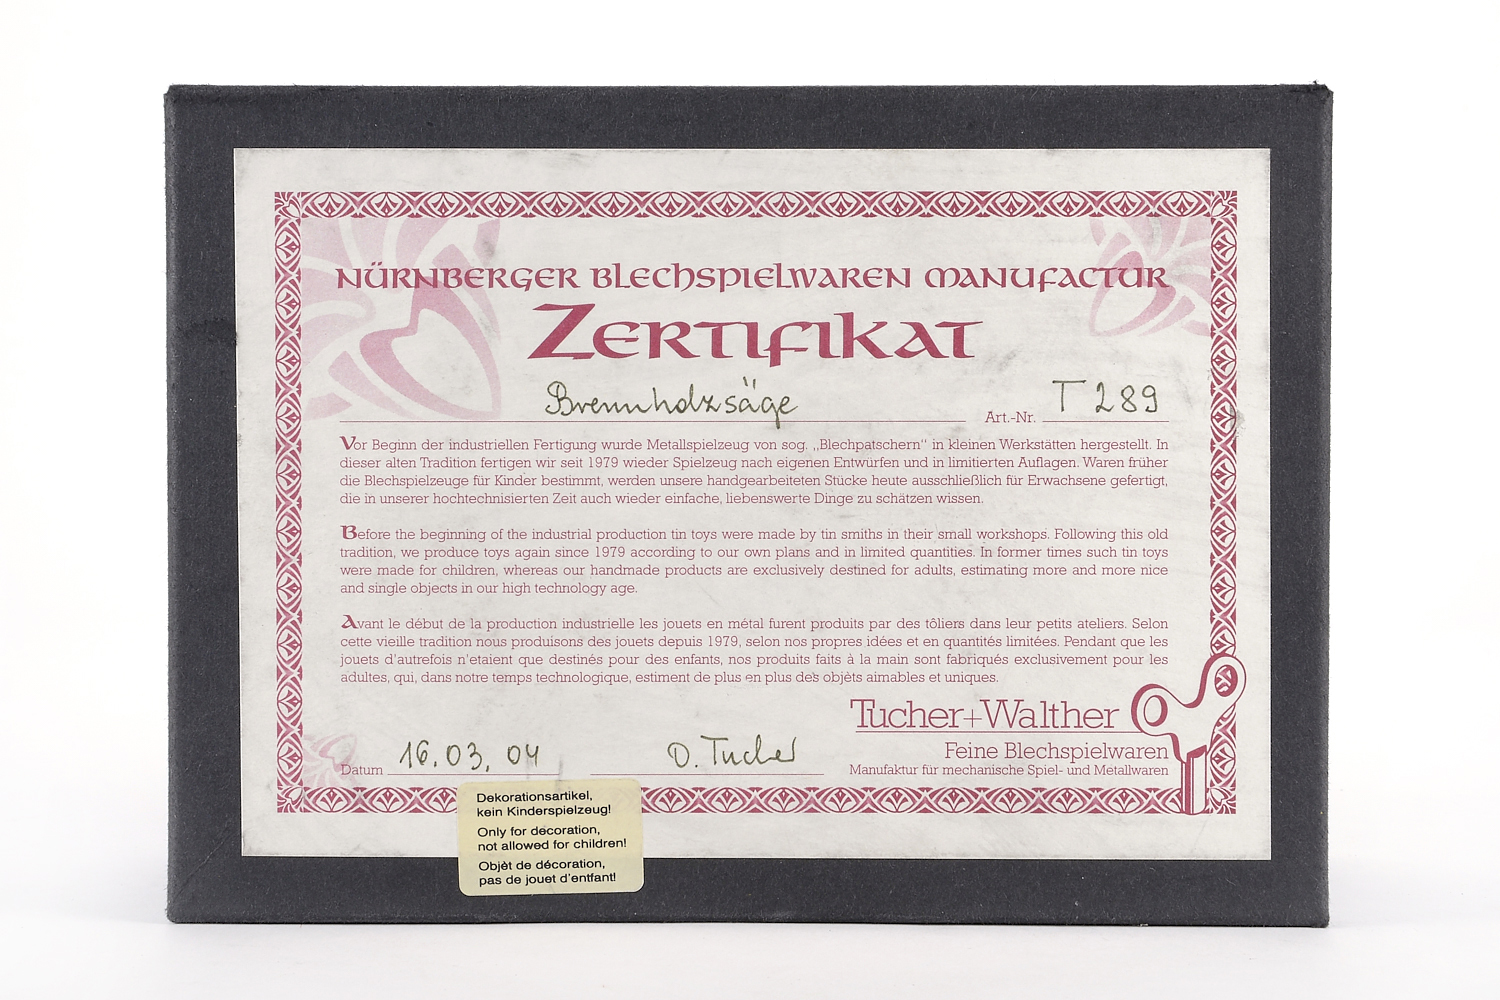 NÜRNBERGER BLECHSPIELWAREN MANUFACTUR
ZERTIFIKAT
Brennholzsäge Art.-Nr. T 289
Vor Beginn der industriellen Fertigung wurde Metallspielzeug von sog. „Blechpatschern“ in kleinen Werkstätten hergestellt. In
dieser alten Tradition fertigen wir seit 1979 wieder Spielzeug nach eigenen Entwürfen und in limitierten Auflagen. Waren früher
die Blechspielzeuge für Kinder bestimmt, werden unsere handgearbeiteten Stücke heute ausschließlich für Erwachsene gefertigt,
die in unserer hochtechnisierten Zeit auch wieder einfache, liebenswerte Dinge zu schätzen wissen.
Before the beginning of the industrial production tin toys were made by tin smiths in their small workshops. Following this old
tradition, we produce toys again since 1979 according to our own plans and in limited quantities. In former times such tin toys
were made for children, whereas our handmade products are exclusively destined for adults, estimating more and more nice
and single objects in our high technology age.
Avant le début de la production industrielle les jouets en métal furent produits par des tôliers dans leur petits ateliers. Selon
cette vieille tradition nous produisons des jouets depuis 1979, selon nos propres idées et en quantités limitées. Pendant que les
jouets d'autrefois n'etaient que destinés pour des enfants, nos produits faits à la main sont fabriqués exclusivement pour les
adultes, qui, dans notre temps technologique, estiment de plus en plus des objèts aimables et uniques.
Tucher+Walther
Feine Blechspielwaren
Manufaktur für mechanische Spiel- und Metallwaren
Datum 16.03.04 D. Tucher
Dekorationsartikel,
kein Kinderspielzeug!
Only for decoration,
not allowed for children!
Objèt de décoration,
pas de jouet d'entfant!